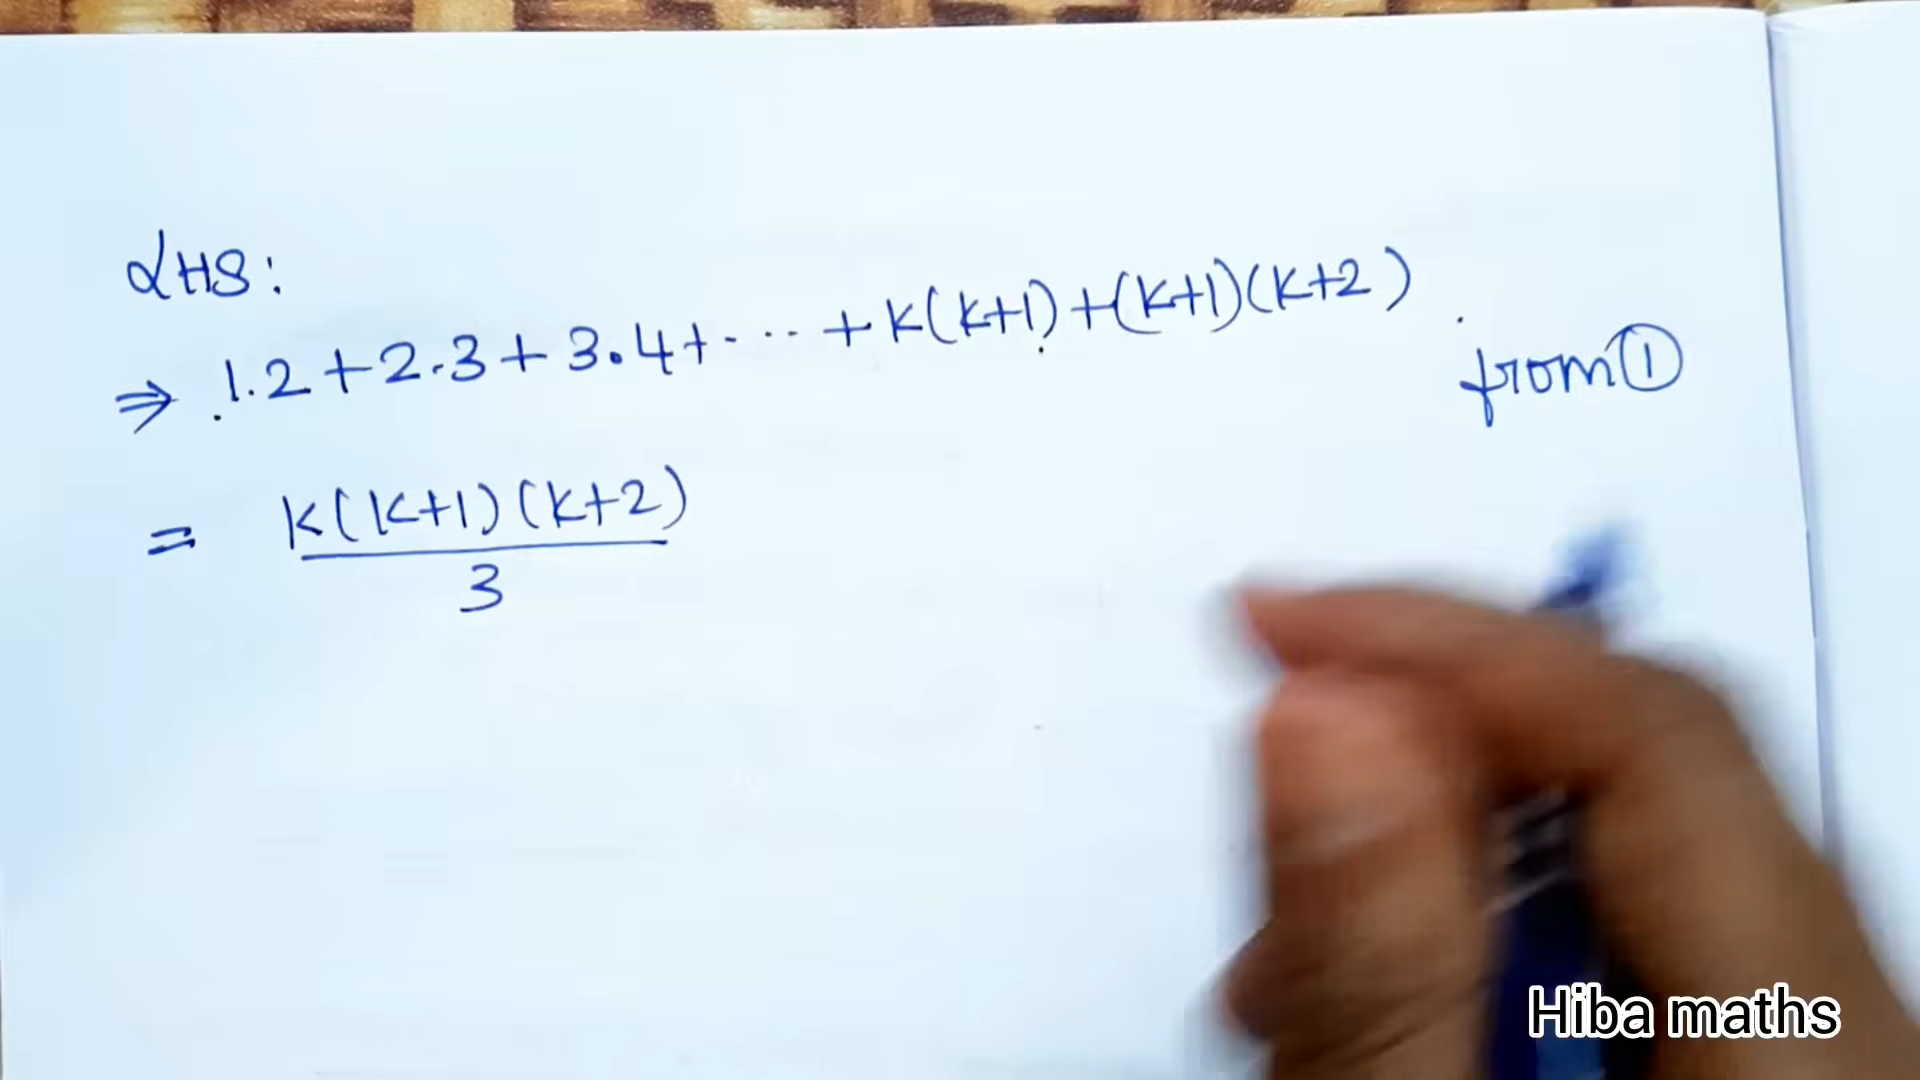 LHS:
⇒ 1.2+2.3+3.4+....+k(k+1)+(k+1)(k+2)
from ①
= k(k+1)(k+2)
3
Hiba maths